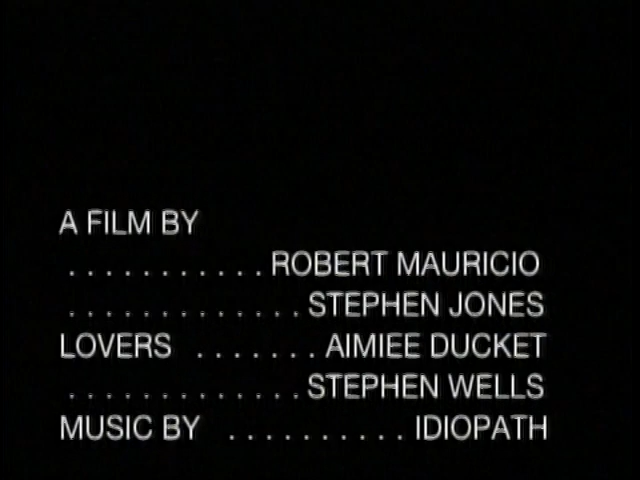 A FILM BY
. . . . . . . . . . . ROBERT MAURICIO
. . . . . . . . . . . . . STEPHEN JONES
LOVERS . . . . . . . AIMIEE DUCKET
. . . . . . . . . . . . . STEPHEN WELLS
MUSIC BY . . . . . . . . . . IDIOPATH